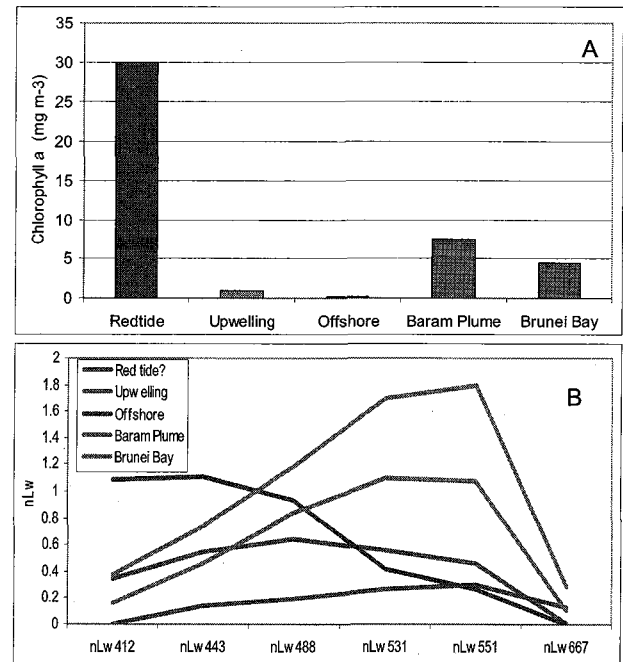 A
Chlorophyll a (mg m-3)
35
30
25
20
15
10
5
0
Redtide Upwelling Offshore Baram Plume Brunei Bay
B
nLw
2
1.8
1.6
1.4
1.2
1
0.8
0.6
0.4
0.2
0
Red tide?
Upwelling
Offshore
Baram Plume
Brunei Bay
nLw 412 nLw 443 nLw 488 nLw 531 nLw 551 nLw 667